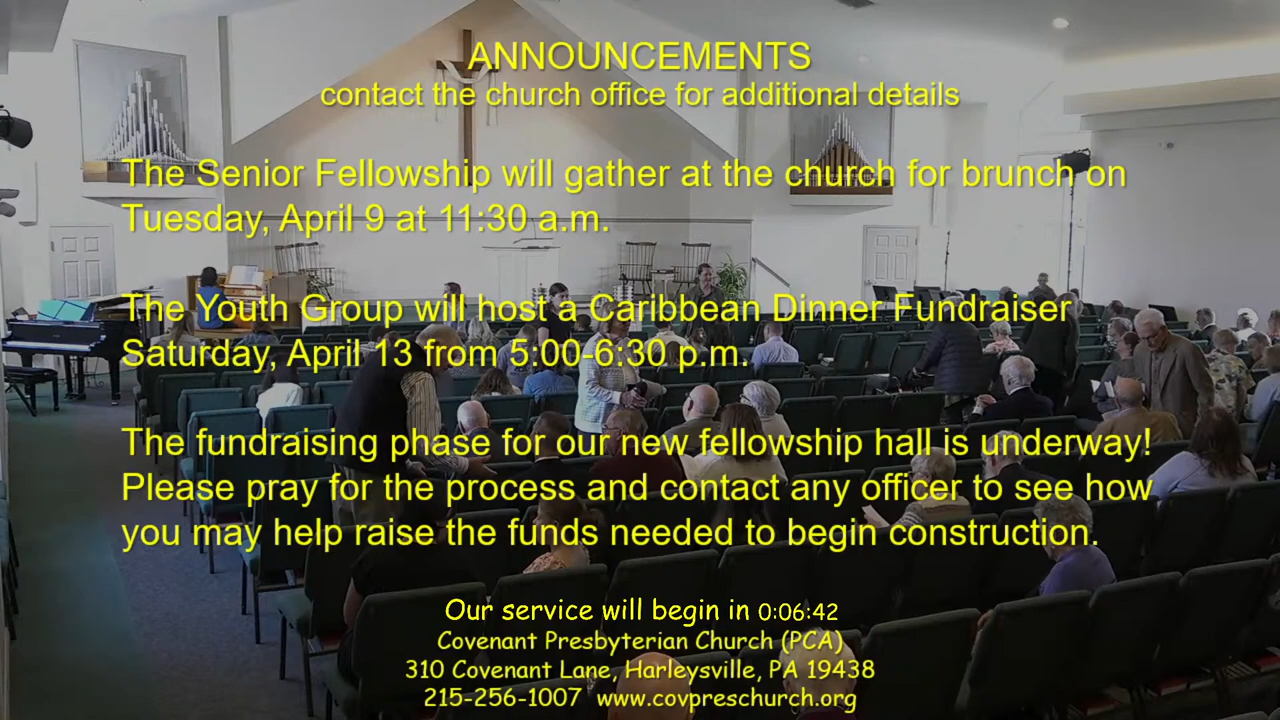 ANNOUNCEMENTS
contact the church office for additional details
The Senior Fellowship will gather at the church for brunch on
Tuesday, April 9 at 11:30 a.m.
The Youth Group will host a Caribbean Dinner Fundraiser
Saturday, April 13 from 5:00-6:30 p.m.
The fundraising phase for our new fellowship hall is underway!
Please pray for the process and contact any officer to see how
you may help raise the funds needed to begin construction.
Our service will begin in 0:06:42
Covenant Presbyterian Church (PCA)
310 Covenant Lane, Harleysville, PA 19438
215-256-1007 www.covpreschurch.org